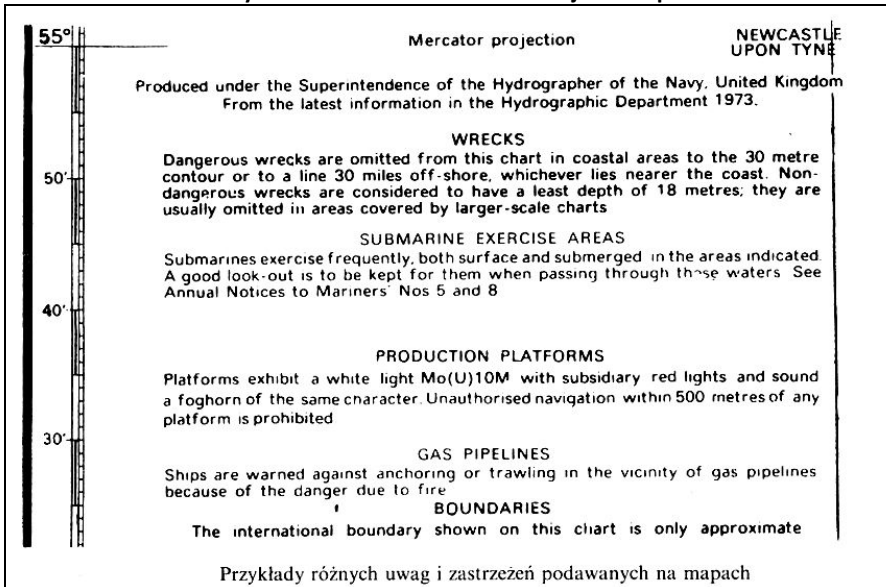 55°
Mercator projection
NEWCASTLE
UPON TYNE
Produced under the Superintendence of the Hydrographer of the Navy, United Kingdom
From the latest information in the Hydrographic Department 1973.
WRECKS
Dangerous wrecks are omitted from this chart in coastal areas to the 30 metre
contour or to a line 30 miles off-shore, whichever lies nearer the coast. Non-
dangerous wrecks are considered to have a least depth of 18 metres; they are
usually omitted in areas covered by larger-scale charts
50'
SUBMARINE EXERCISE AREAS
Submarines exercise frequently, both surface and submerged in the areas indicated.
A good look-out is to be kept for them when passing through these waters See
Annual Notices to Mariners' Nos 5 and 8
40'
PRODUCTION PLATFORMS
Platforms exhibit a white light Mo(U)10M with subsidiary red lights and sound
a foghorn of the same character. Unauthorised navigation within 500 metres of any
platform is prohibited
30'
GAS PIPELINES
Ships are warned against anchoring or trawling in the vicinity of gas pipelines
because of the danger due to fire
BOUNDARIES
The international boundary shown on this chart is only approximate
Przykłady różnych uwag i zastrzeżeń podawanych na mapach